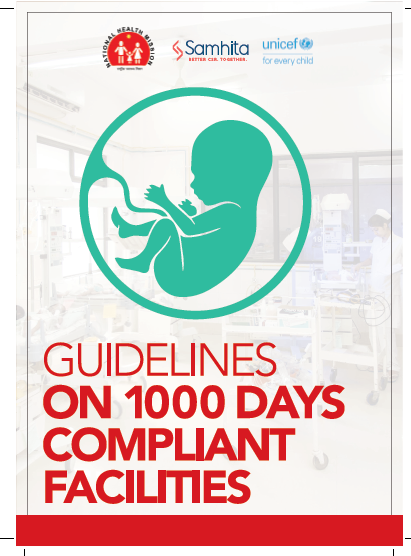 NATIONAL HEALTH MISSION
Samhita
BETTER CSR. TOGETHER.
unicef
for every child
GUIDELINES
ON 1000 DAYS
COMPLIANT
FACILITIES